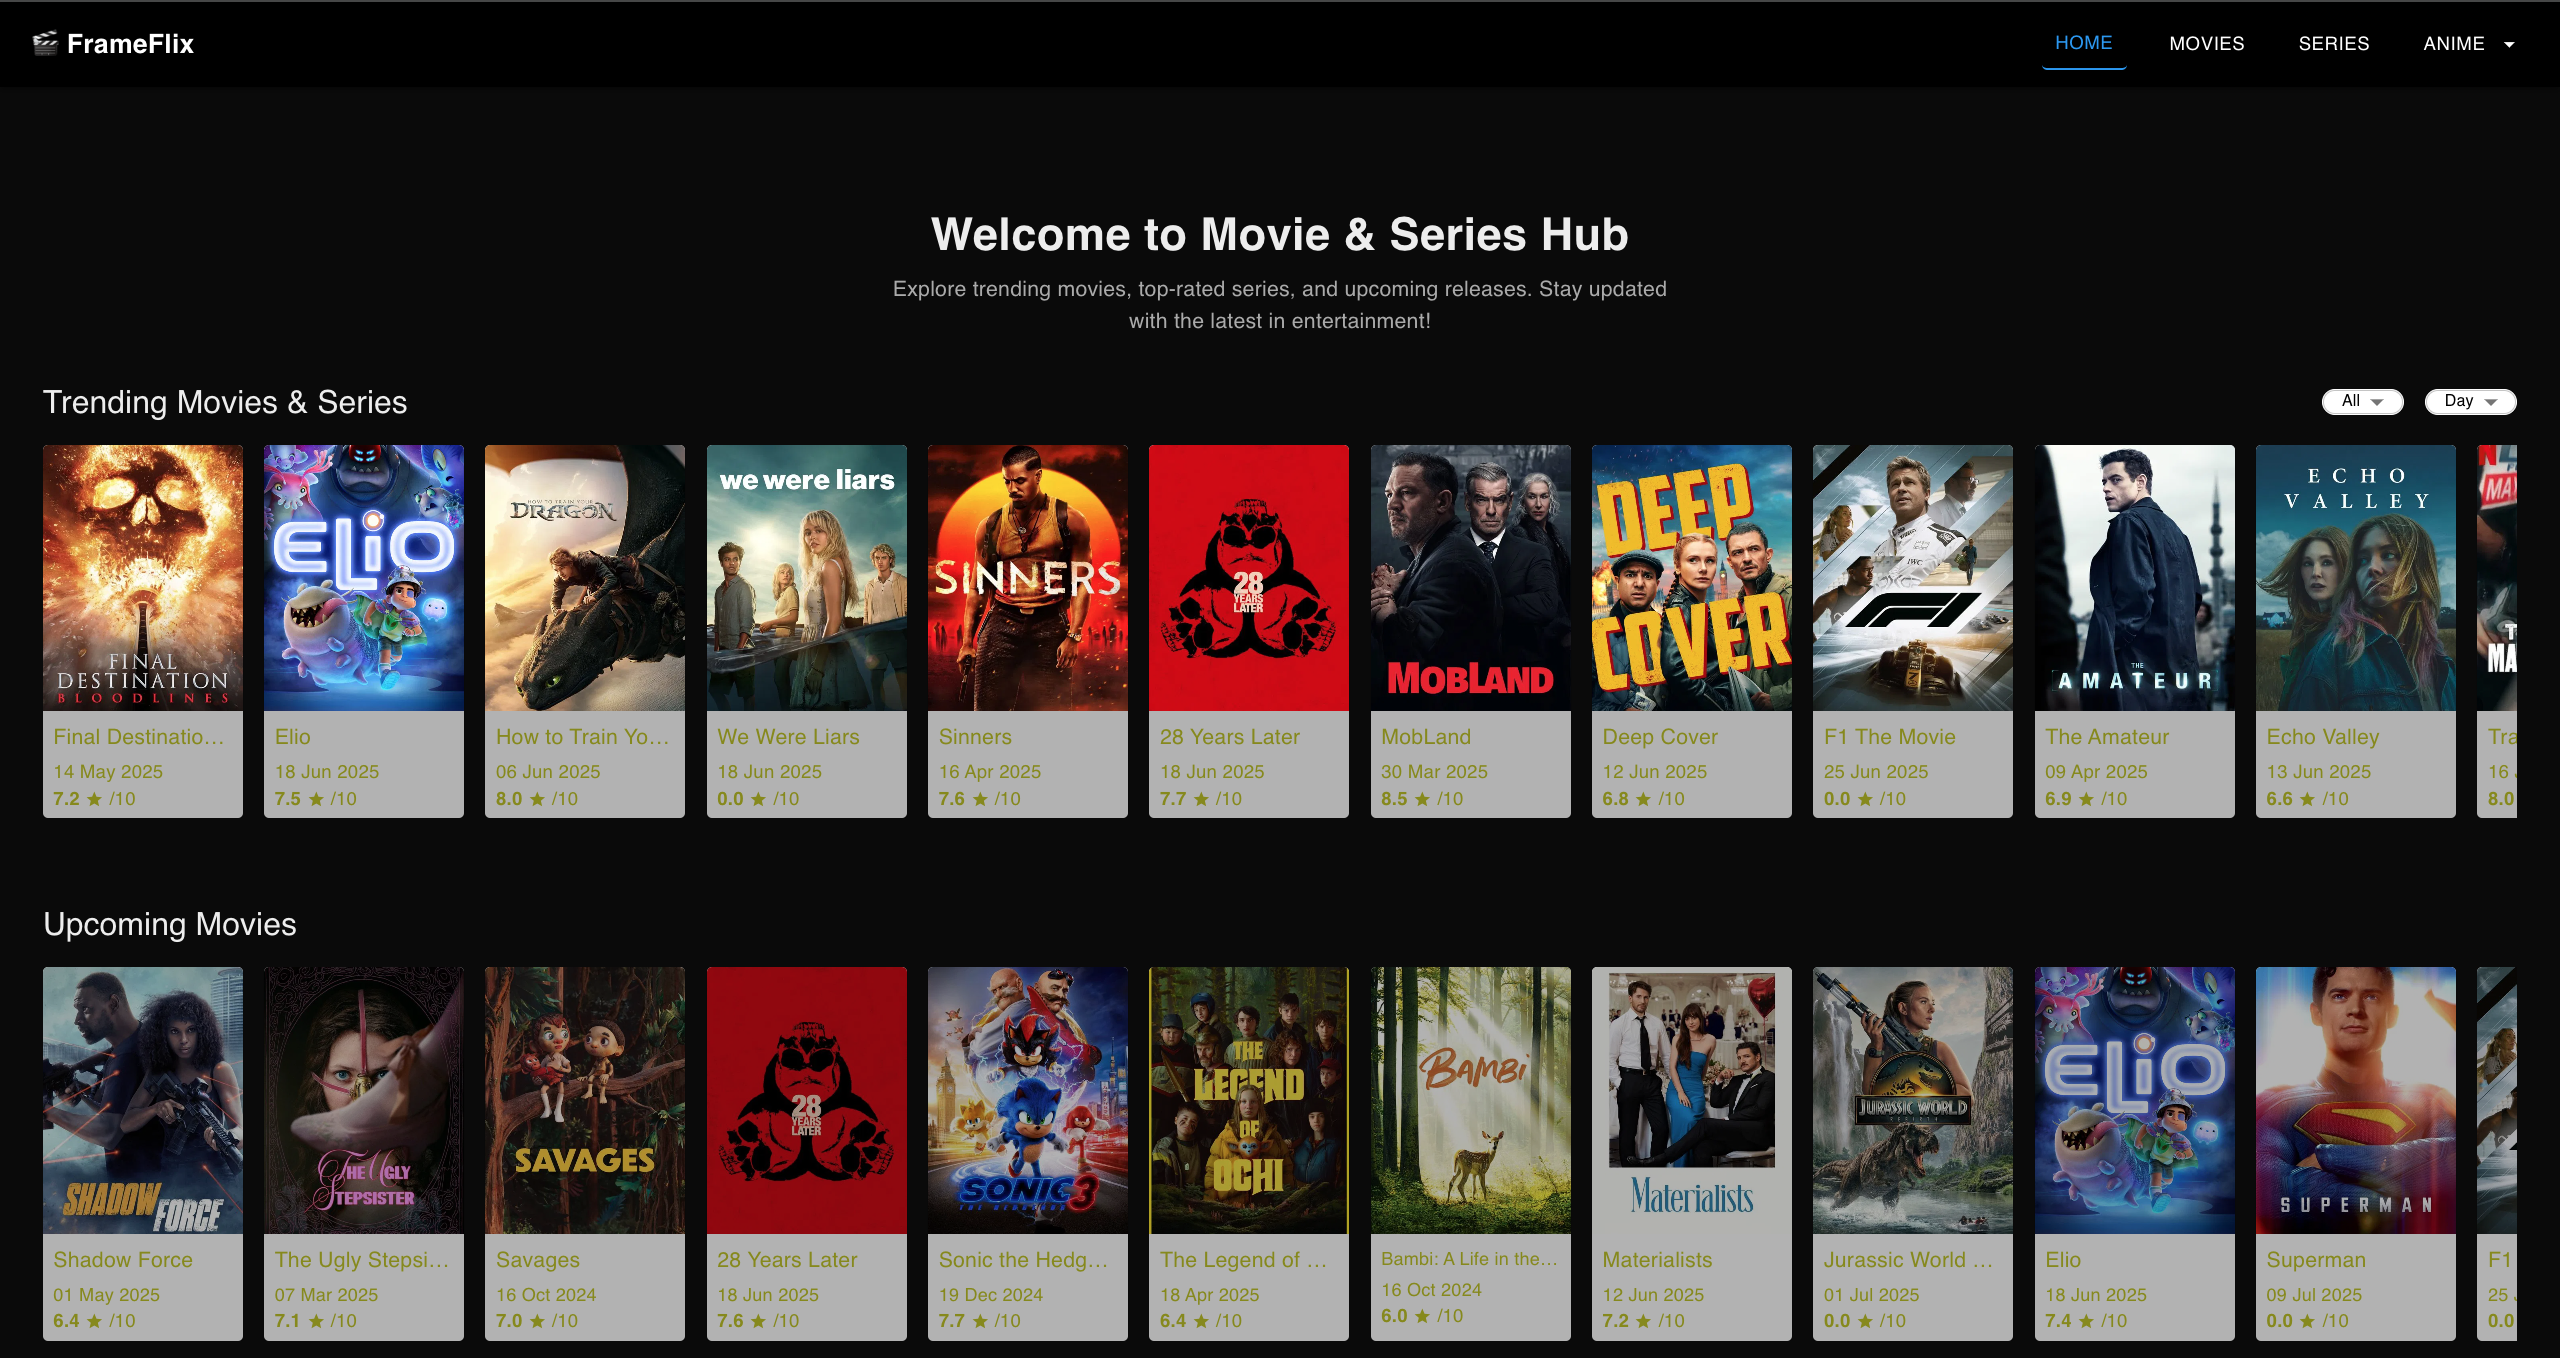 FrameFlix
HOME MOVIES SERIES ANIME
Welcome to Movie & Series Hub
Explore trending movies, top-rated series, and upcoming releases. Stay updated
with the latest in entertainment!
Trending Movies & Series
All Day
FINAL
DESTINATION
BLOODLINES
Final Destinatio...
14 May 2025
7.2 ★ /10
ELIO
Elio
18 Jun 2025
7.5 ★ /10
HOW TO TRAIN YOUR
DRAGON
How to Train Yo...
06 Jun 2025
8.0 ★ /10
we were liars
We Were Liars
18 Jun 2025
0.0 ★ /10
SINNERS
Sinners
16 Apr 2025
7.6 ★ /10
28
YEARS
LATER
28 Years Later
18 Jun 2025
7.7 ★ /10
MOBLAND
MobLand
30 Mar 2025
8.5 ★ /10
DEEP
COVER
Deep Cover
12 Jun 2025
6.8 ★ /10
IWC
F1
F1 The Movie
25 Jun 2025
0.0 ★ /10
THE
AMATEUR
The Amateur
09 Apr 2025
6.9 ★ /10
ECHO
VALLEY
Echo Valley
13 Jun 2025
6.6 ★ /10
MA
T
MA
Tra
16
8.0
Upcoming Movies
SHADOW
FORCE
Shadow Force
01 May 2025
6.4 ★ /10
THE UGLY
STEPSISTER
The Ugly Stepsi...
07 Mar 2025
7.1 ★ /10
SAVAGES
Savages
16 Oct 2024
7.0 ★ /10
28
YEARS
LATER
28 Years Later
18 Jun 2025
7.6 ★ /10
SONIC 3
THE HEDGEHOG
Sonic the Hedg...
19 Dec 2024
7.7 ★ /10
THE
LEGEND
OF
OCHI
The Legend of ...
18 Apr 2025
6.4 ★ /10
BAMBI
Bambi: A Life in the...
16 Oct 2024
6.0 ★ /10
Materialists
Materialists
12 Jun 2025
7.2 ★ /10
JURASSIC WORLD
REBIRTH
Jurassic World ...
01 Jul 2025
0.0 ★ /10
ELIO
Elio
18 Jun 2025
7.4 ★ /10
SUPERMAN
Superman
09 Jul 2025
0.0 ★ /10
F1
25
0.0